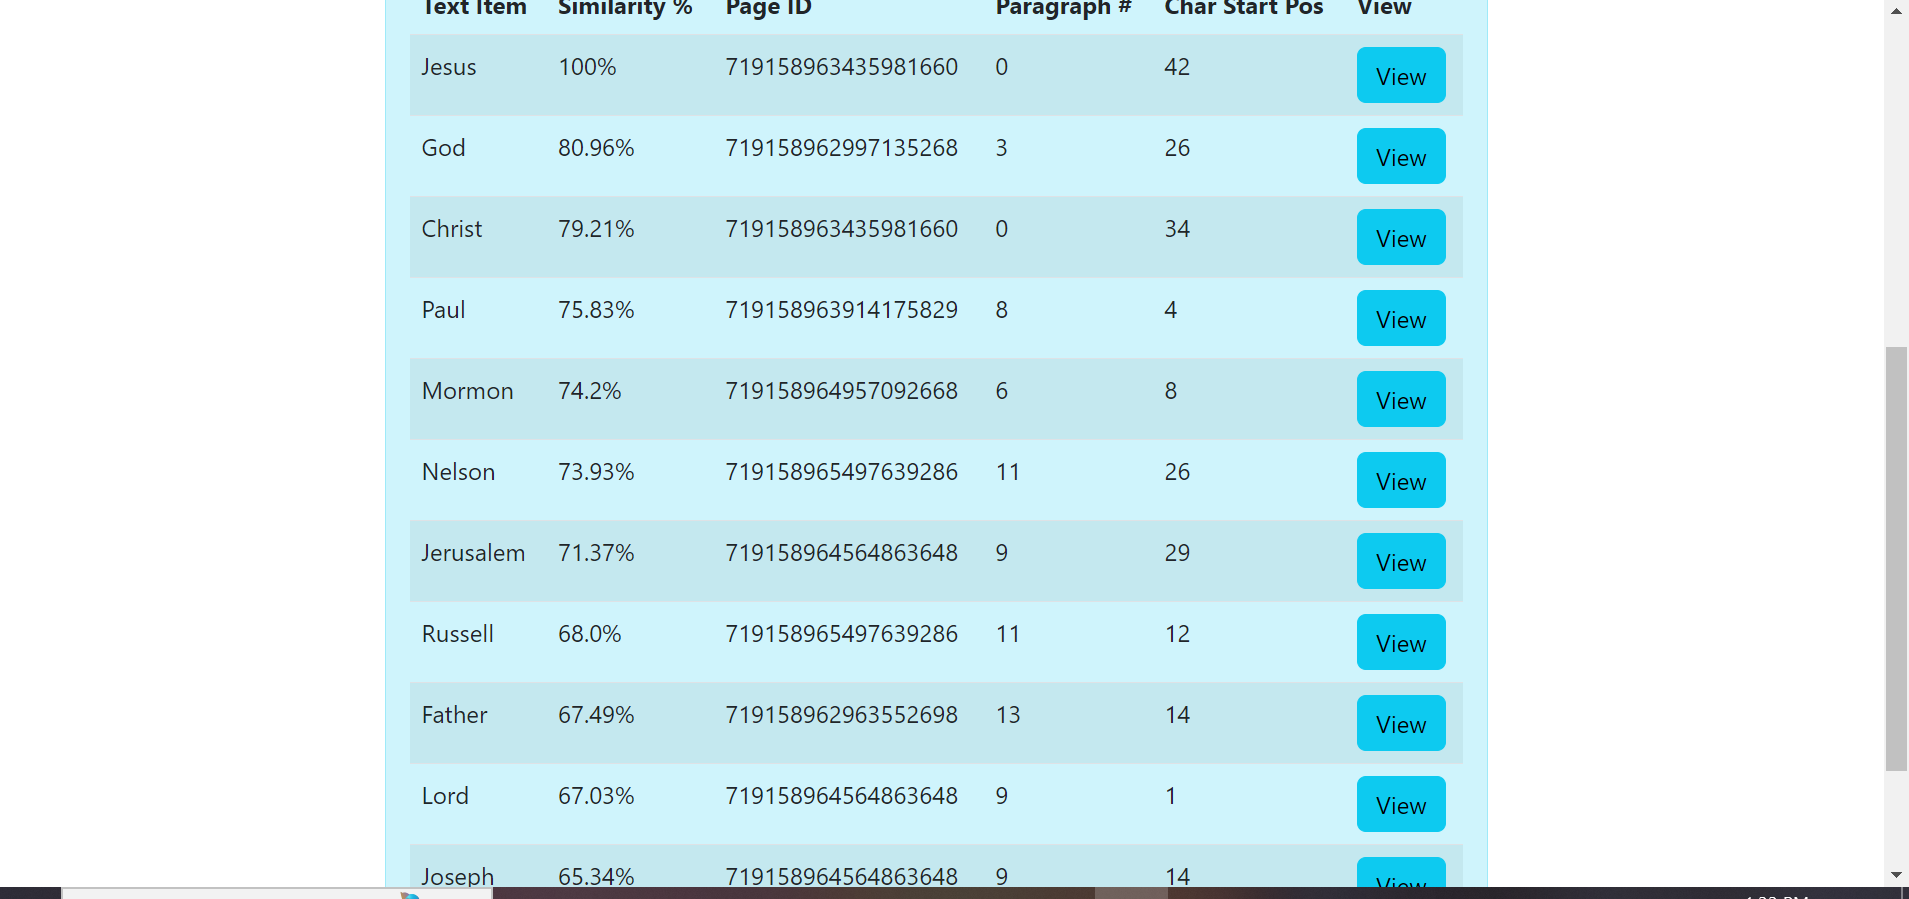 Text Item Similarity % Page ID Paragraph # Char Start Pos View
Jesus 100% 719158963435981660 0 42 View
God 80.96% 719158962997135268 3 26 View
Christ 79.21% 719158963435981660 0 34 View
Paul 75.83% 719158963914175829 8 4 View
Mormon 74.2% 719158964957092668 6 8 View
Nelson 73.93% 719158965497639286 11 26 View
Jerusalem 71.37% 719158964564863648 9 29 View
Russell 68.0% 719158965497639286 11 12 View
Father 67.49% 719158962963552698 13 14 View
Lord 67.03% 719158964564863648 9 1 View
Joseph 65.34% 719158964564863648 9 14 View